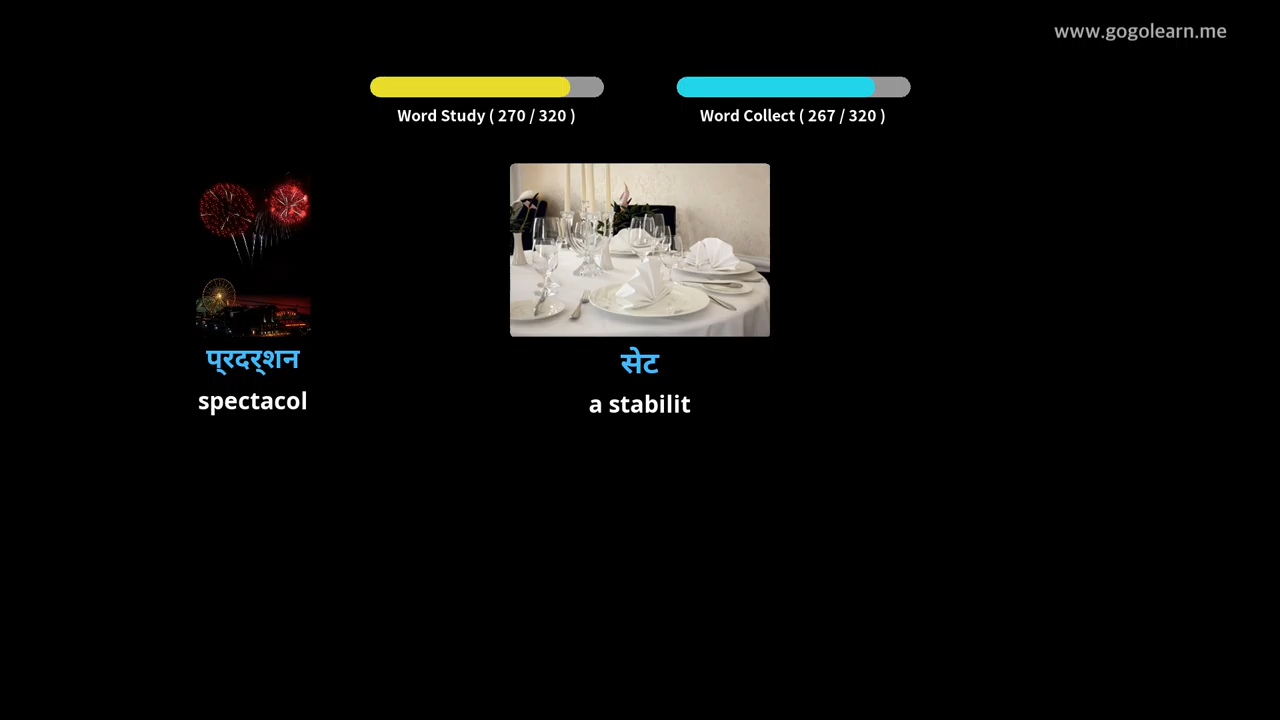 www.gogolearn.me
Word Study ( 270 / 320 )
Word Collect ( 267 / 320 )
प्रदर्शन
spectacol
सेट
a stabilit